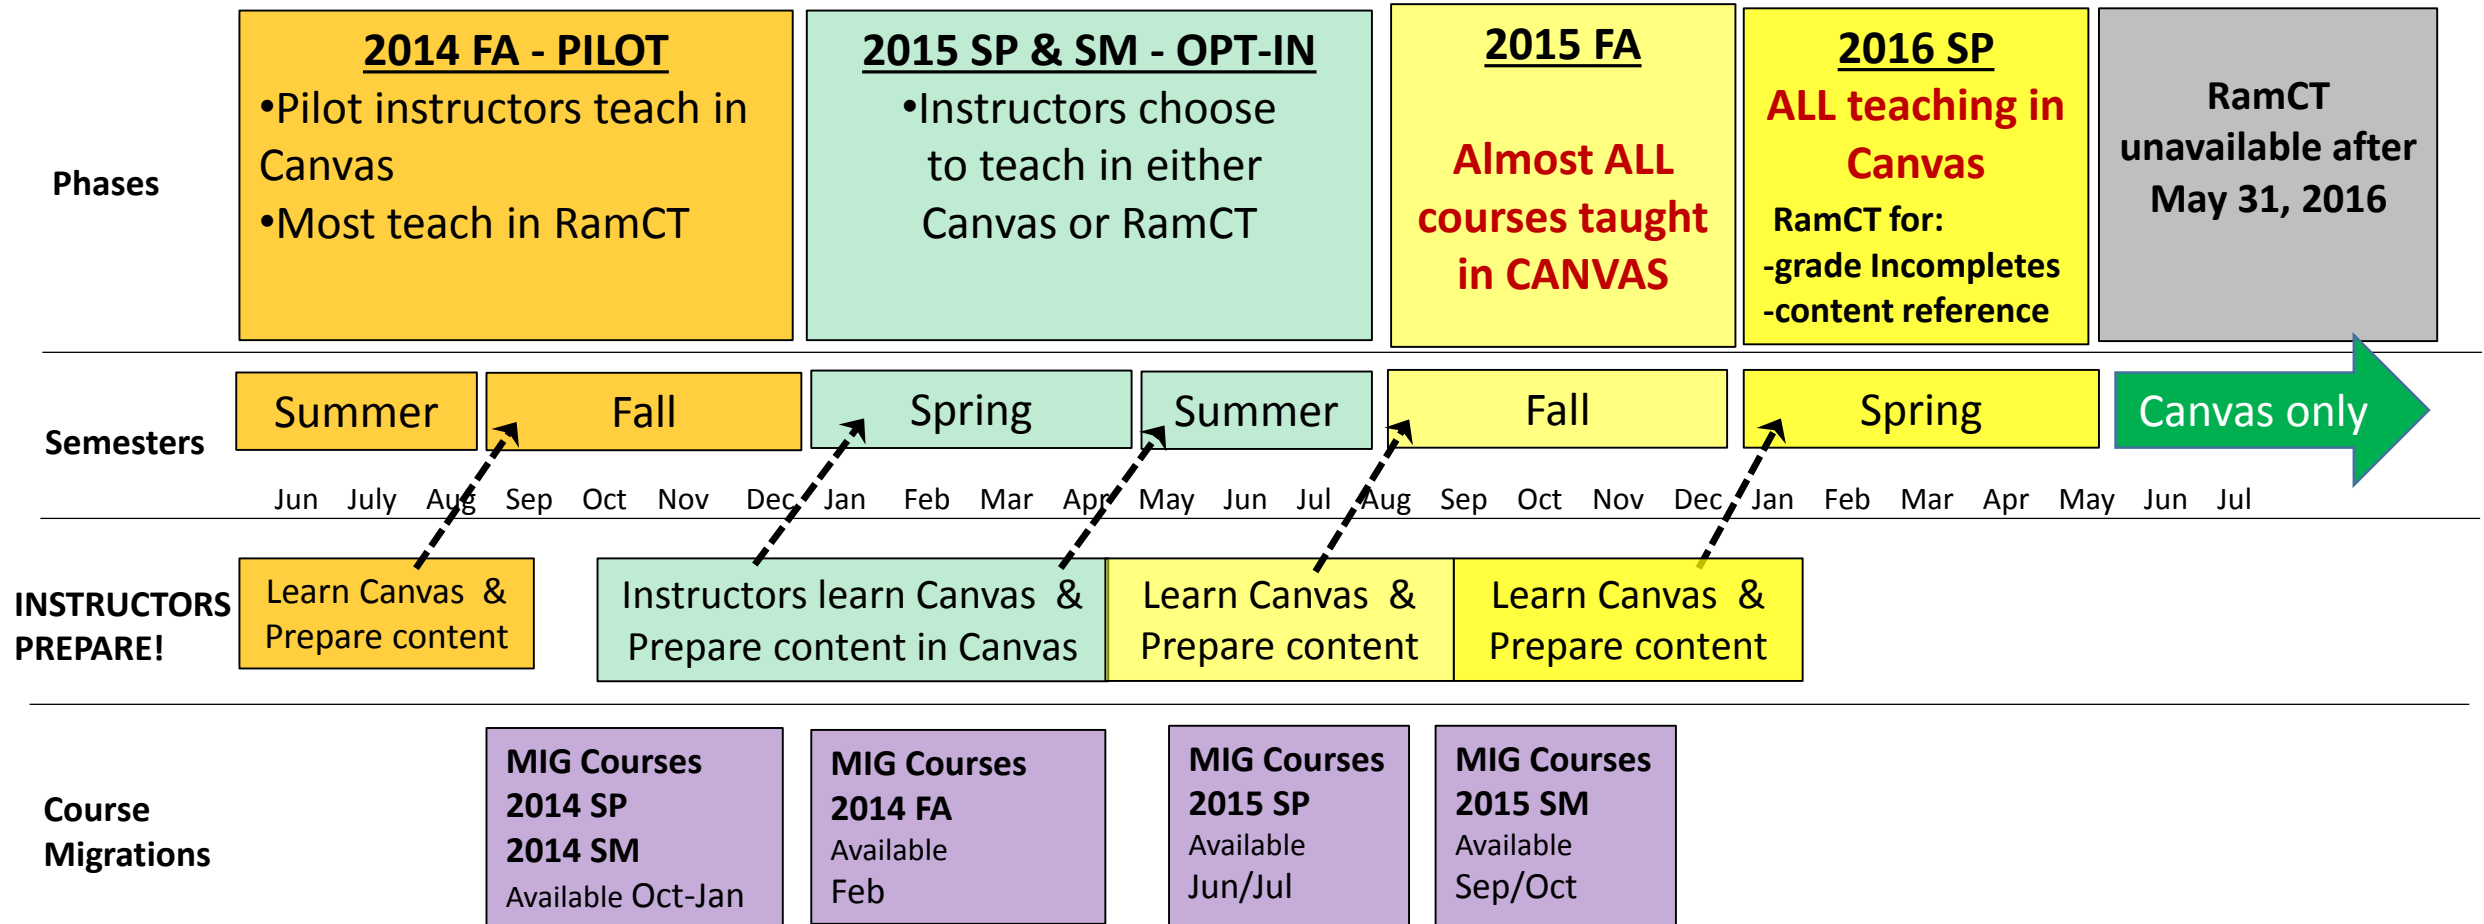 Phases
2014 FA - PILOT
•Pilot instructors teach in
Canvas
•Most teach in RamCT
2015 SP & SM - OPT-IN
•Instructors choose
to teach in either
Canvas or RamCT
2015 FA
Almost ALL
courses taught
in CANVAS
2016 SP
ALL teaching in
Canvas
RamCT for:
-grade Incompletes
-content reference
RamCT
unavailable after
May 31, 2016
Semesters
Summer
Fall
Spring
Summer
Fall
Spring
Canvas only
Jun July Aug Sep Oct Nov Dec Jan Feb Mar Apr May Jun Jul Aug Sep Oct Nov Dec Jan Feb Mar Apr May Jun Jul
INSTRUCTORS
PREPARE!
Learn Canvas &
Prepare content
Instructors learn Canvas &
Prepare content in Canvas
Learn Canvas &
Prepare content
Learn Canvas &
Prepare content
Course
Migrations
MIG Courses
2014 SP
2014 SM
Available Oct-Jan
MIG Courses
2014 FA
Available
Feb
MIG Courses
2015 SP
Available
Jun/Jul
MIG Courses
2015 SM
Available
Sep/Oct